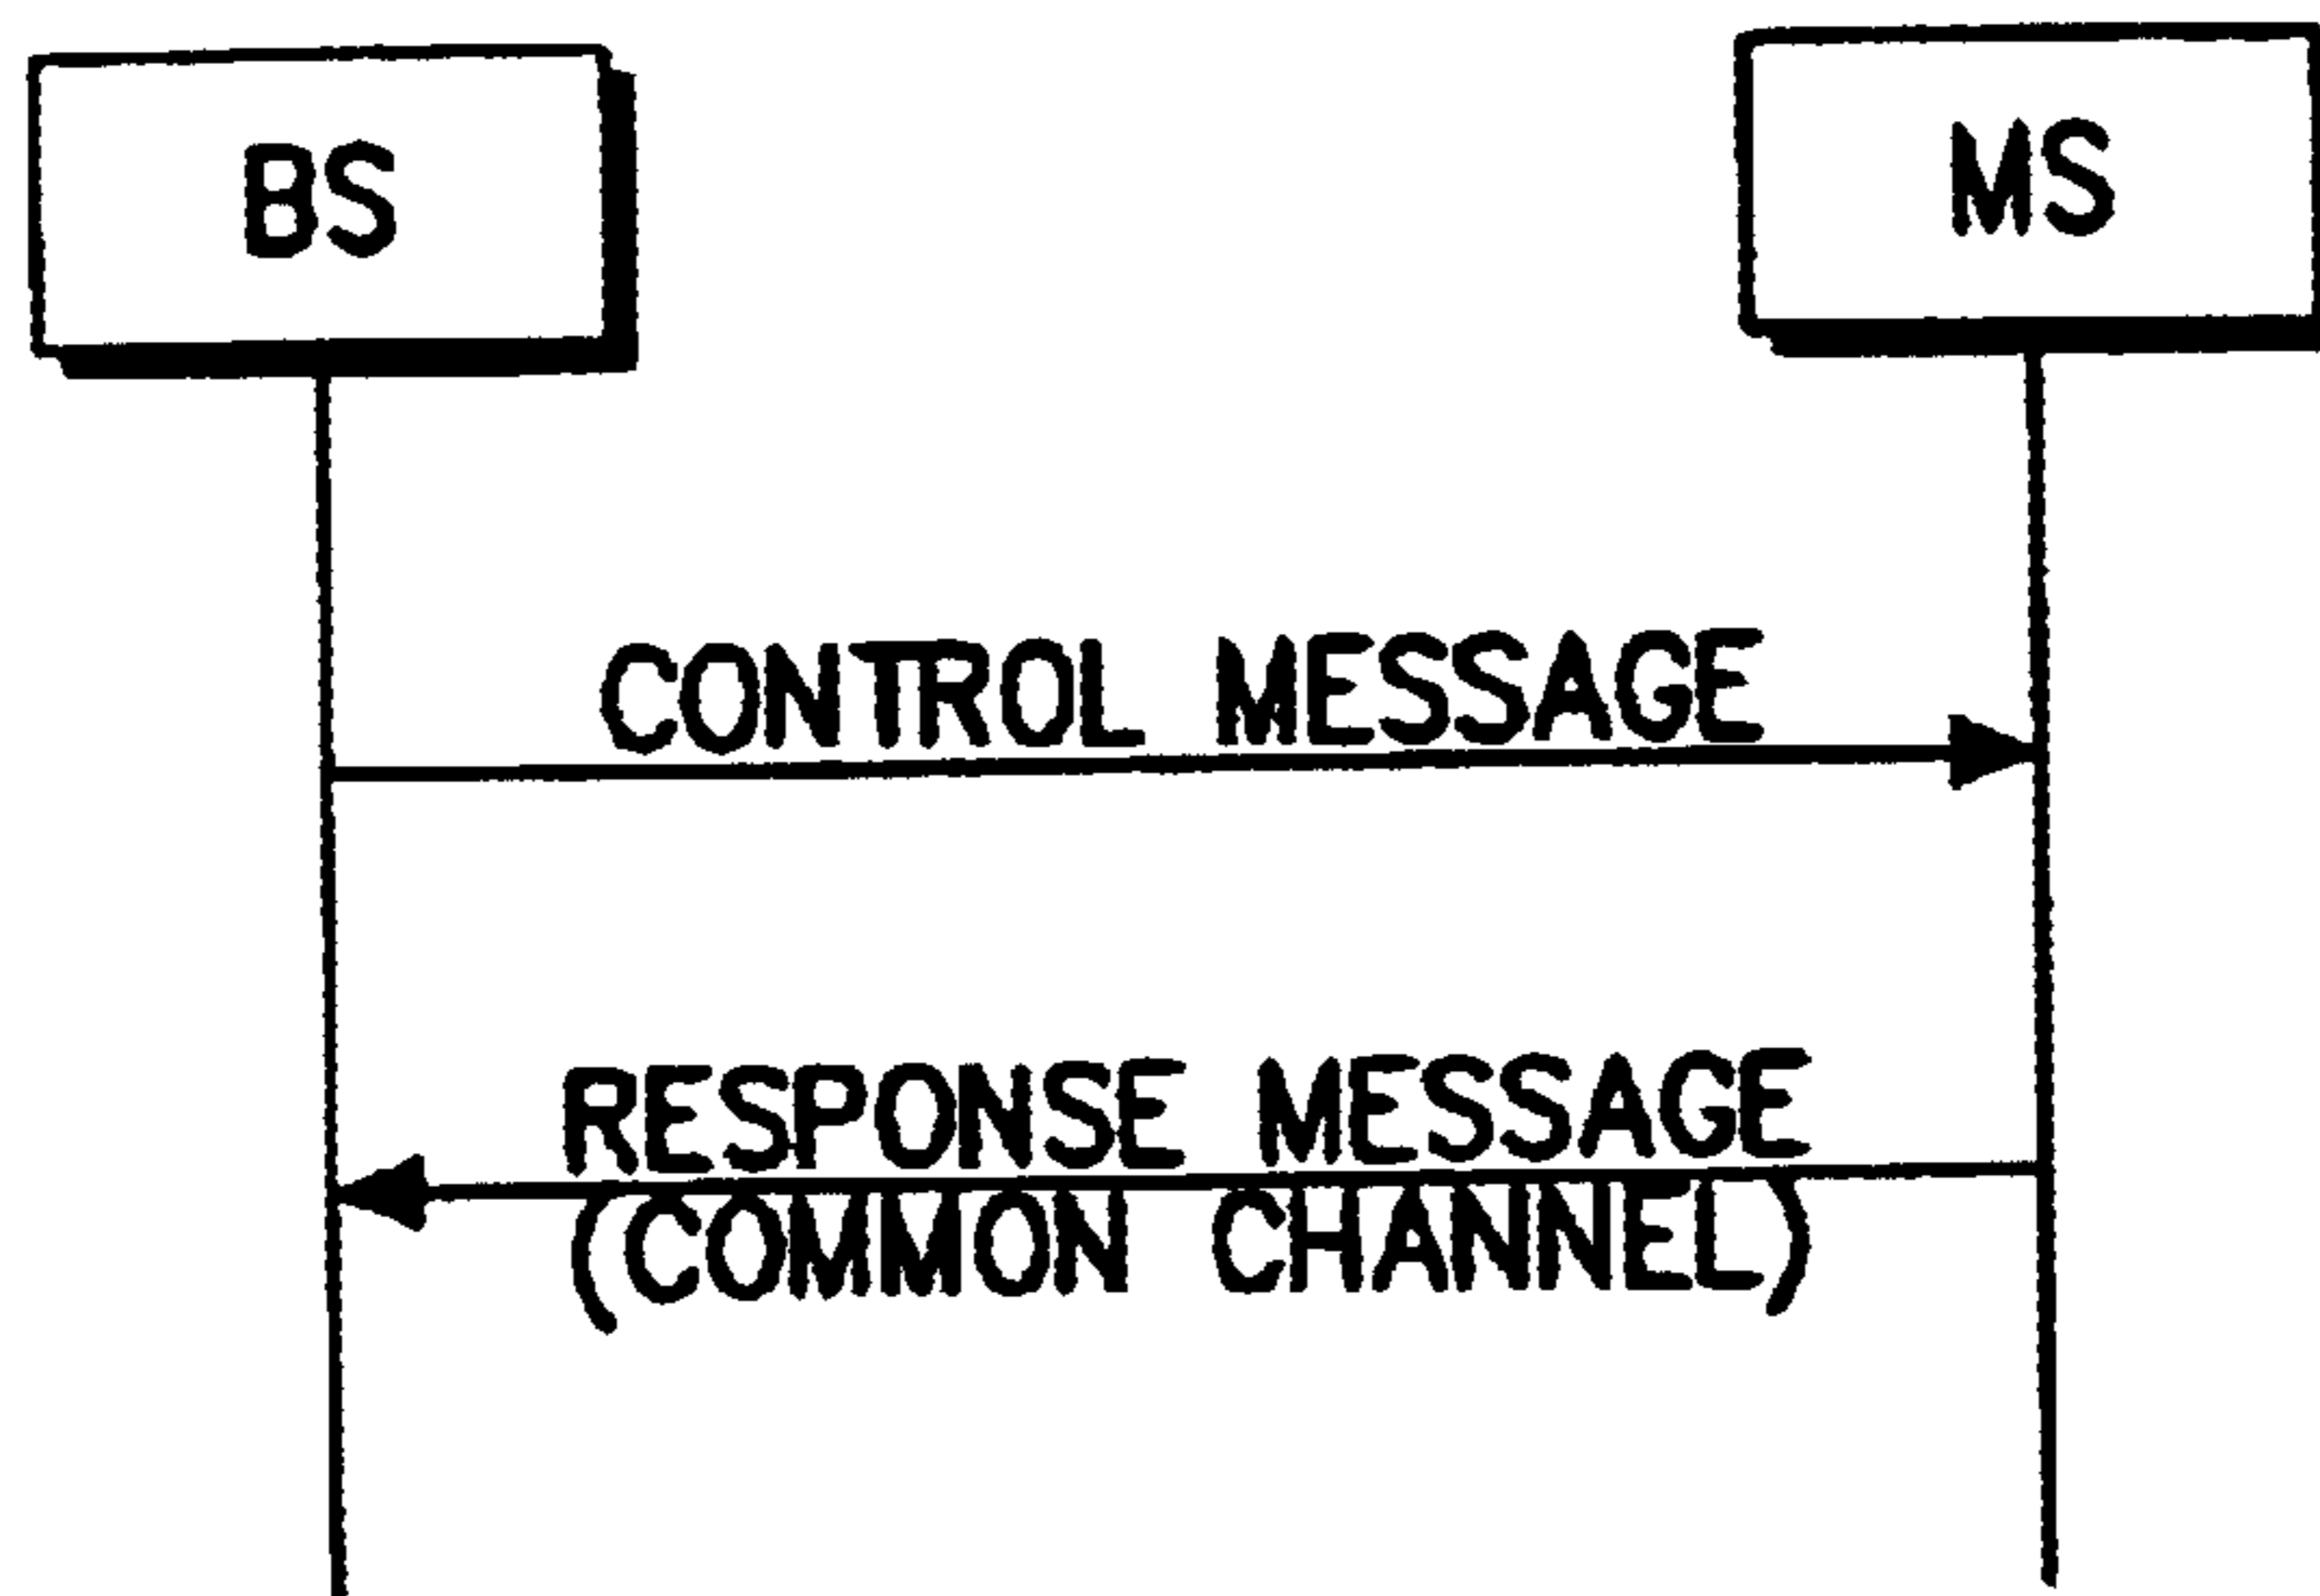 BS
MS
CONTROL MESSAGE
RESPONSE MESSAGE
(COMMON CHANNEL)